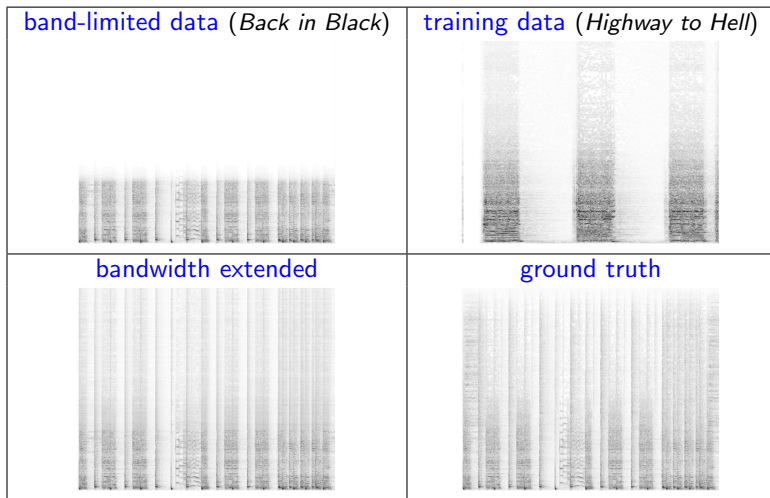 band-limited data (Back in Black)
training data (Highway to Hell)
bandwidth extended
ground truth